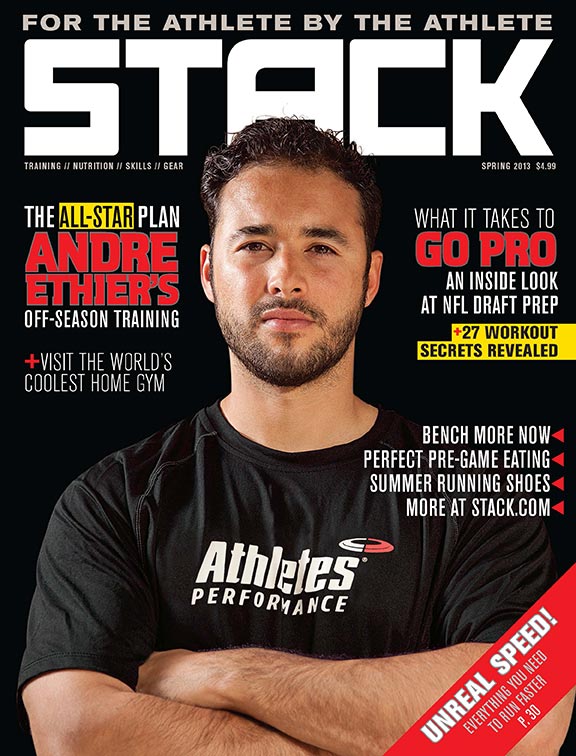 FOR THE ATHLETE BY THE ATHLETE
STACK
TRAINING // NUTRITION // SKILLS // GEAR
SPRING 2013 $4.99
THE ALL-STAR PLAN
ANDRE
ETHIER'S
OFF-SEASON TRAINING
+VISIT THE WORLD'S
COOLEST HOME GYM
WHAT IT TAKES TO
GO PRO
AN INSIDE LOOK
AT NFL DRAFT PREP
+27 WORKOUT
SECRETS REVEALED
BENCH MORE NOW
PERFECT PRE-GAME EATING
SUMMER RUNNING SHOES
MORE AT STACK.COM
Athletes®
PERFORMANCE
UNREAL SPEED!
EVERYTHING YOU NEED
TO RUN FASTER
P. 30